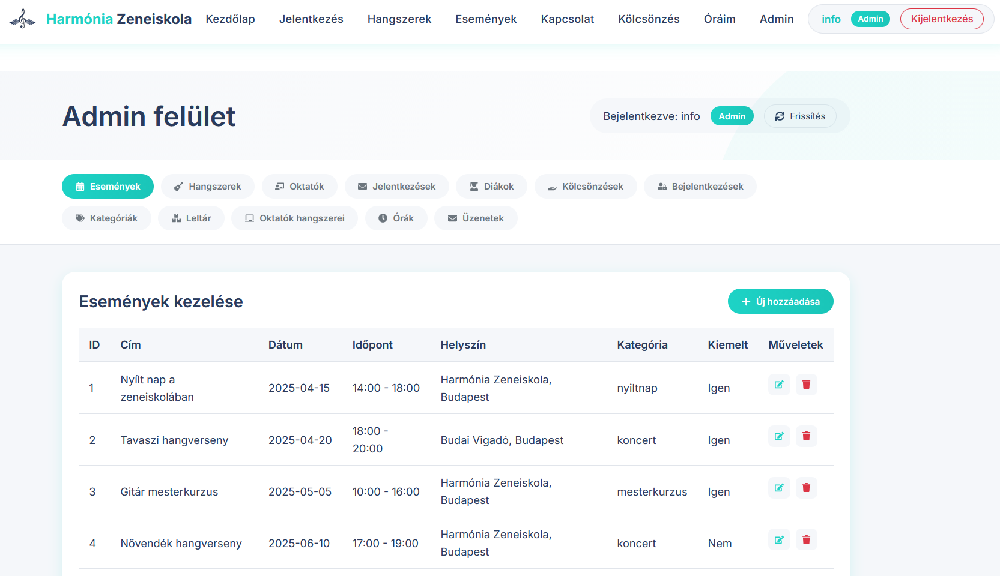 Harmónia Zeneiskola Kezdőlap Jelentkezés Hangszerek Események Kapcsolat Kölcsönzés Óráim Admin info Admin Kijelentkezés
Admin felület
Bejelentkezve: info Admin Frissítés
Események Hangszerek Oktatók Jelentkezések Diákok Kölcsönzések Bejelentkezések
Kategóriák Leltár Oktatók hangszerei Órák Üzenetek
Események kezelése
Új hozzáadása
ID Cím Dátum Időpont Helyszín Kategória Kiemelt Műveletek
1 Nyílt nap a zeneiskolában 2025-04-15 14:00 - 18:00 Harmónia Zeneiskola, Budapest nyiltnap Igen
2 Tavaszi hangverseny 2025-04-20 18:00 - 20:00 Budai Vigadó, Budapest koncert Igen
3 Gitár mesterkurzus 2025-05-05 10:00 - 16:00 Harmónia Zeneiskola, Budapest mesterkurzus Igen
4 Növendék hangverseny 2025-06-10 17:00 - 19:00 Harmónia Zeneiskola, Budapest koncert Nem